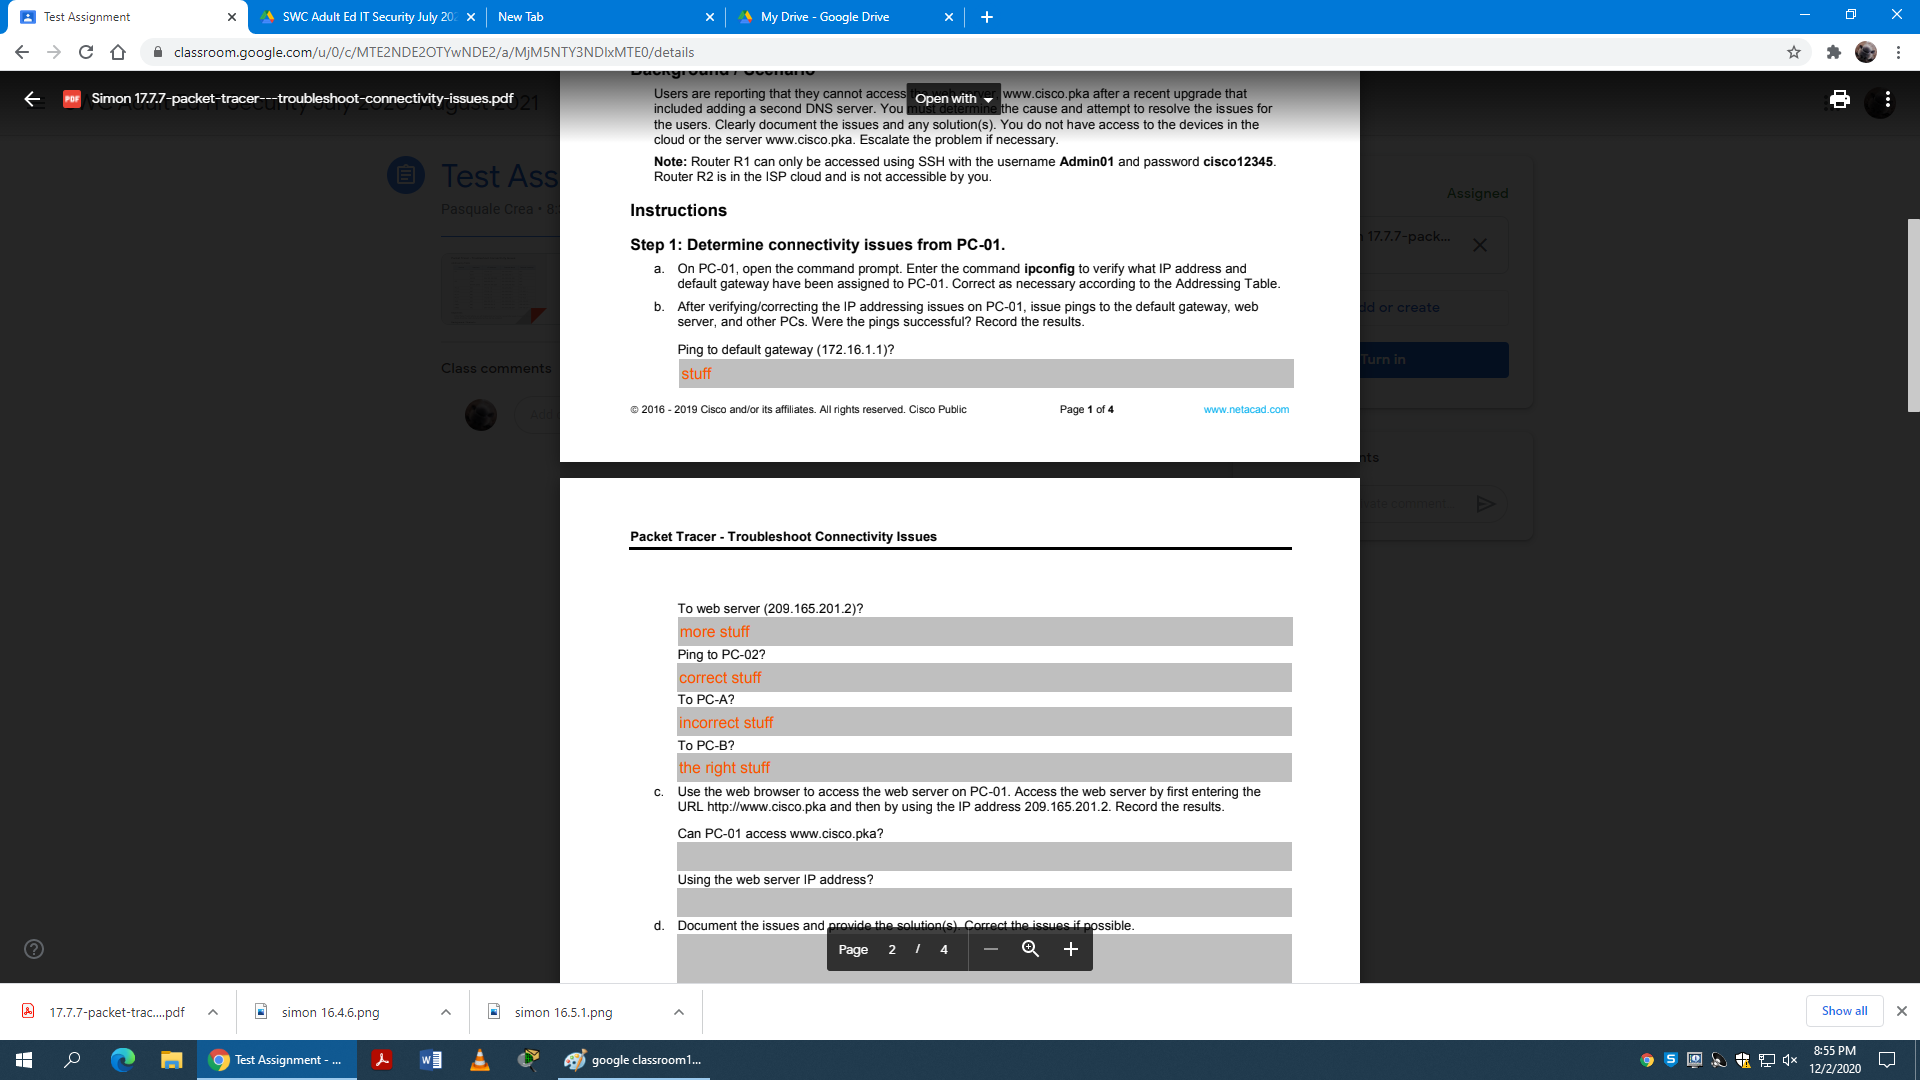 Test Assignment
SWC Adult Ed IT Security July 202
New Tab
My Drive - Google Drive
classroom.google.com/u/0/c/MTE2NDE2OTYwNDE2/a/MjM5NTY3NDIxMTE0/details
PDF
Simon 17.7.7-packet-tracer---troubleshoot-connectivity-issues.pdf
Open with
Background / Scenario
Users are reporting that they cannot access the web server, www.cisco.pka after a recent upgrade that
included adding a second DNS server. You must determine the cause and attempt to resolve the issues for
the users. Clearly document the issues and any solution(s). You do not have access to the devices in the
cloud or the server www.cisco.pka. Escalate the problem if necessary.
Note: Router R1 can only be accessed using SSH with the username Admin01 and password cisco12345.
Router R2 is in the ISP cloud and is not accessible by you.
Instructions
Step 1: Determine connectivity issues from PC-01.
a. On PC-01, open the command prompt. Enter the command ipconfig to verify what IP address and
default gateway have been assigned to PC-01. Correct as necessary according to the Addressing Table.
b. After verifying/correcting the IP addressing issues on PC-01, issue pings to the default gateway, web
server, and other PCs. Were the pings successful? Record the results.
Ping to default gateway (172.16.1.1)?
stuff
© 2016 - 2019 Cisco and/or its affiliates. All rights reserved. Cisco Public Page 1 of 4 www.netacad.com
Test Ass
Pasquale Crea • 8:
Class comments
Assigned
17.7.7-pack...
dd or create
Turn in
Packet Tracer - Troubleshoot Connectivity Issues
To web server (209.165.201.2)?
more stuff
Ping to PC-02?
correct stuff
To PC-A?
incorrect stuff
To PC-B?
the right stuff
c. Use the web browser to access the web server on PC-01. Access the web server by first entering the
URL http://www.cisco.pka and then by using the IP address 209.165.201.2. Record the results.
Can PC-01 access www.cisco.pka?
Using the web server IP address?
d. Document the issues and provide the solution(s). Correct the issues if possible.
Page 2 / 4
17.7.7-packet-trac....pdf
simon 16.4.6.png
simon 16.5.1.png
Show all
Test Assignment - ...
google classroom1...
8:55 PM
12/2/2020